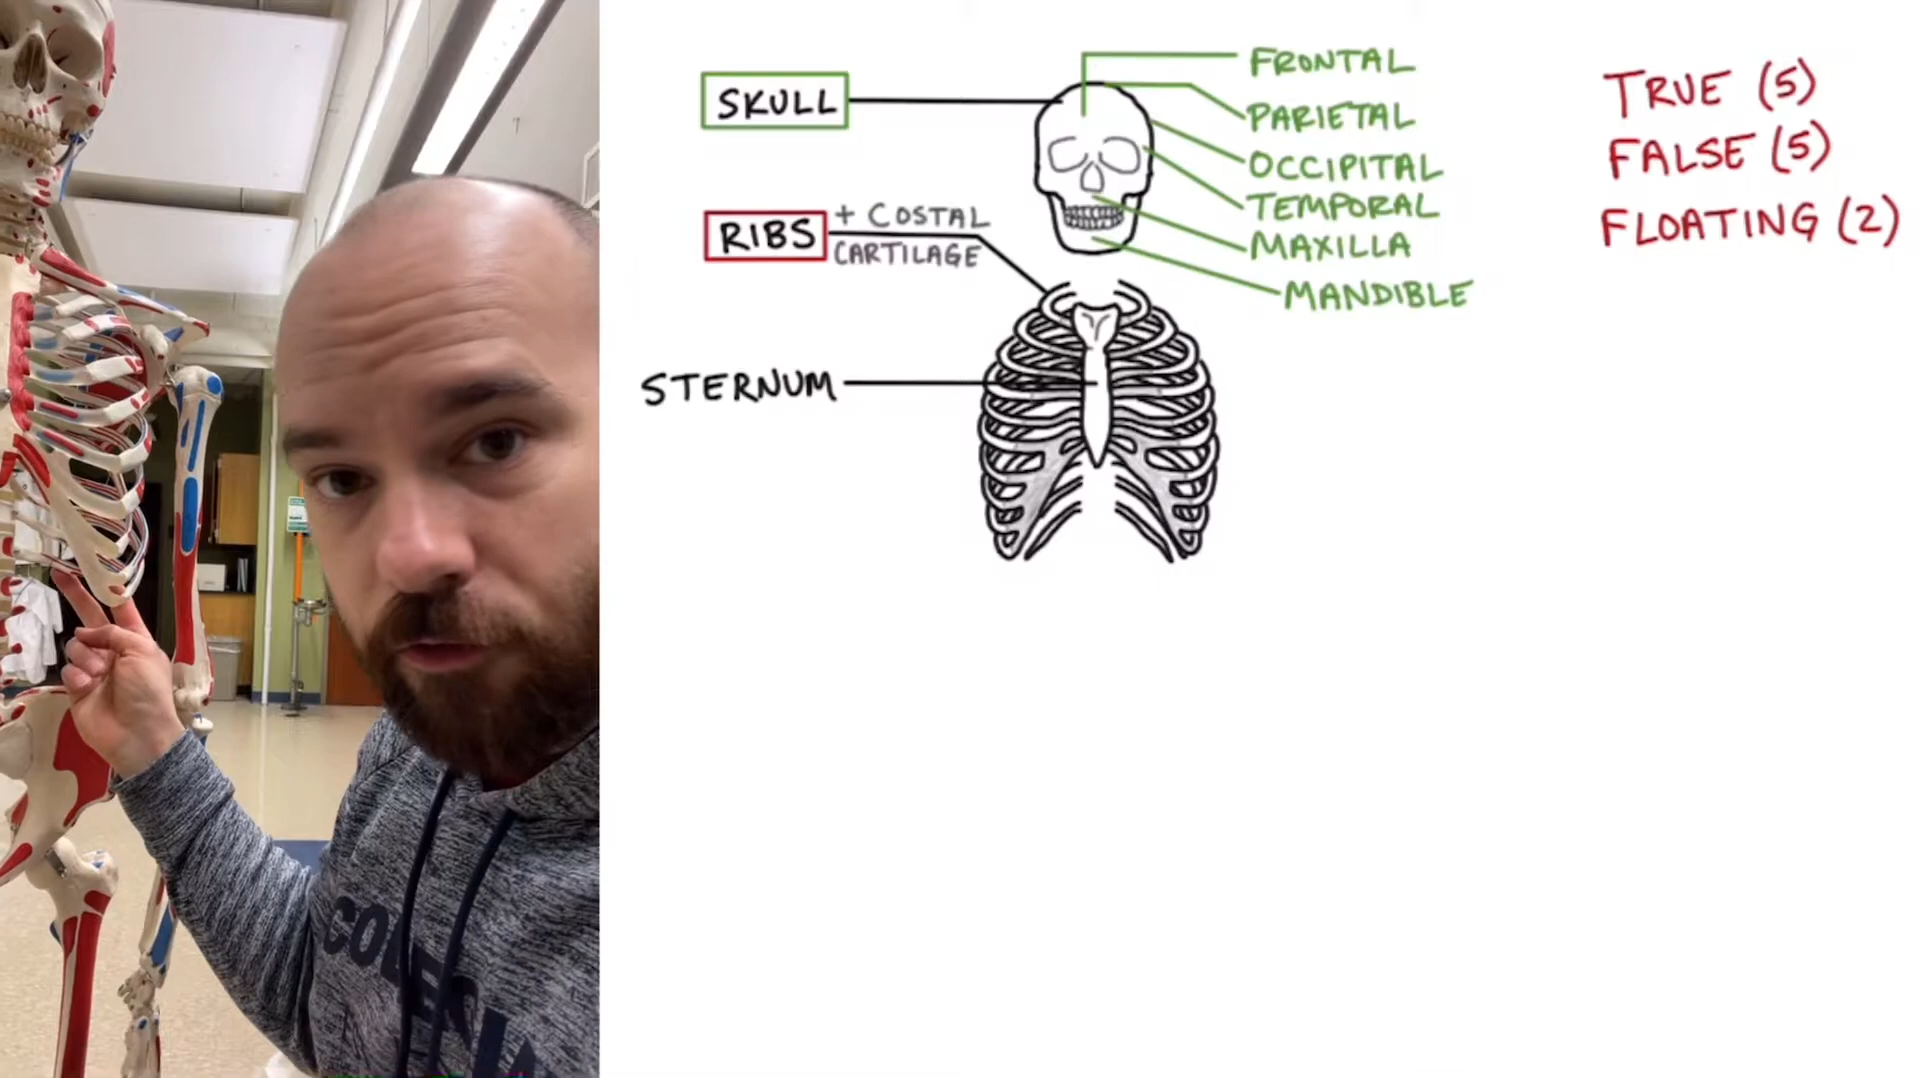 SKULL
FRONTAL
PARIETAL
OCCIPITAL
TEMPORAL
MAXILLA
MANDIBLE
RIBS + COSTAL
CARTILAGE
STERNUM
TRUE (5)
FALSE (5)
FLOATING (2)